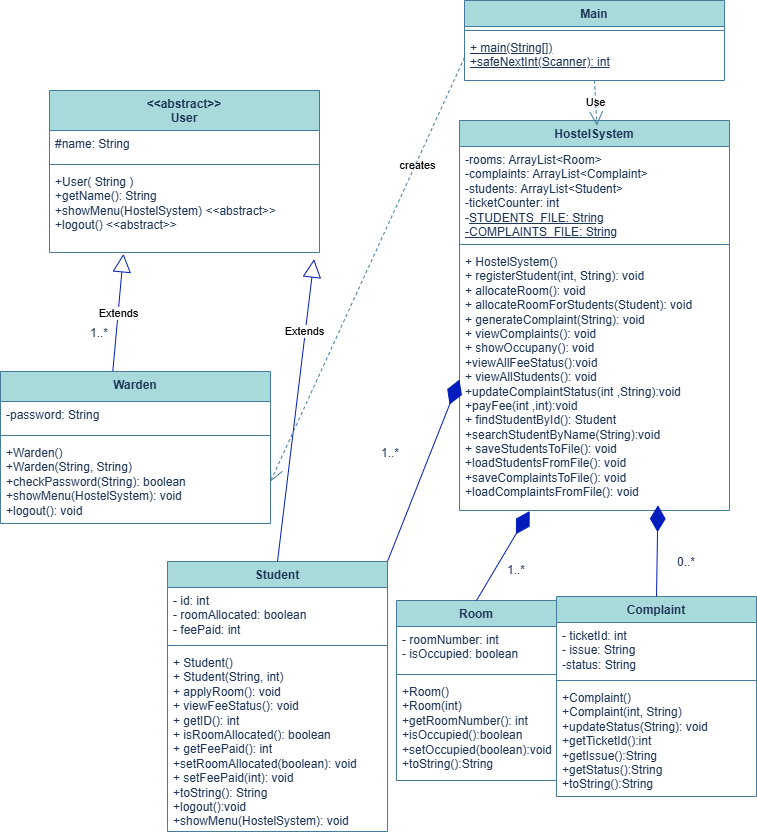 Main
+ main(String[])
+safeNextInt(Scanner): int
Use
creates
<<abstract>>
User
#name: String
+User( String )
+getName(): String
+showMenu(HostelSystem) <<abstract>>
+logout() <<abstract>>
Extends
1..*
Extends
HostelSystem
-rooms: ArrayList<Room>
-complaints: ArrayList<Complaint>
-students: ArrayList<Student>
-ticketCounter: int
-STUDENTS_FILE: String
-COMPLAINTS_FILE: String
+ HostelSystem()
+ registerStudent(int, String): void
+ allocateRoom(): void
+ allocateRoomForStudents(Student): void
+ generateComplaint(String): void
+ viewComplaints(): void
+ showOccupany(): void
+viewAllFeeStatus(): void
+ viewAllStudents(): void
+updateComplaintStatus(int ,String):void
+payFee(int ,int):void
+ findStudentById(): Student
+searchStudentByName(String):void
+ saveStudentsToFile(): void
+loadStudentsFromFile(): void
+saveComplaintsToFile(): void
+loadComplaintsFromFile(): void
Warden
-password: String
+Warden()
+Warden(String, String)
+checkPassword(String): boolean
+showMenu(HostelSystem): void
+logout(): void
1..*
1..*
0..*
Student
- id: int
- roomAllocated: boolean
- feePaid: int
+ Student()
+ Student(String, int)
+ applyRoom(): void
+ viewFeeStatus(): void
+ getID(): int
+ isRoomAllocated(): boolean
+ getFeePaid(): int
+setRoomAllocated(boolean): void
+ setFeePaid(int): void
+toString(): String
+logout():void
+showMenu(HostelSystem): void
Room
- roomNumber: int
- isOccupied: boolean
+Room()
+Room(int)
+getRoomNumber(): int
+isOccupied():boolean
+setOccupied(boolean):void
+toString():String
Complaint
- ticketId: int
- issue: String
-status: String
+Complaint()
+Complaint(int, String)
+updateStatus(String): void
+getTicketId():int
+getIssue():String
+getStatus():String
+toString():String